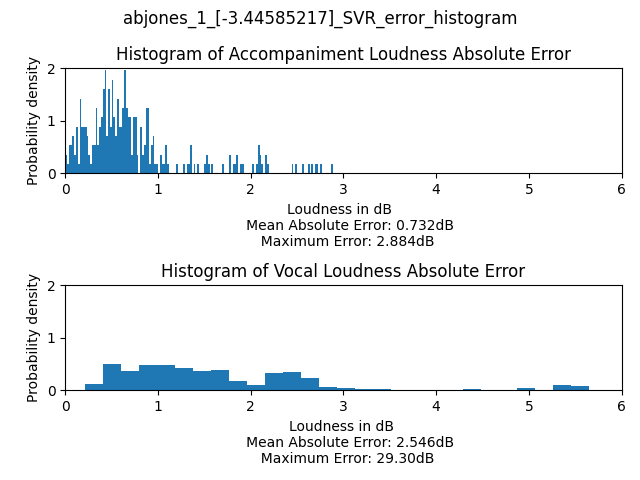 abjones_1_[-3.44585217]_SVR_error_histogram
Histogram of Accompaniment Loudness Absolute Error
Probability density
2
1
0
0 1 2 3 4 5 6
Loudness in dB
Mean Absolute Error: 0.732dB
Maximum Error: 2.884dB
Histogram of Vocal Loudness Absolute Error
Probability density
2
1
0
0 1 2 3 4 5 6
Loudness in dB
Mean Absolute Error: 2.546dB
Maximum Error: 29.30dB